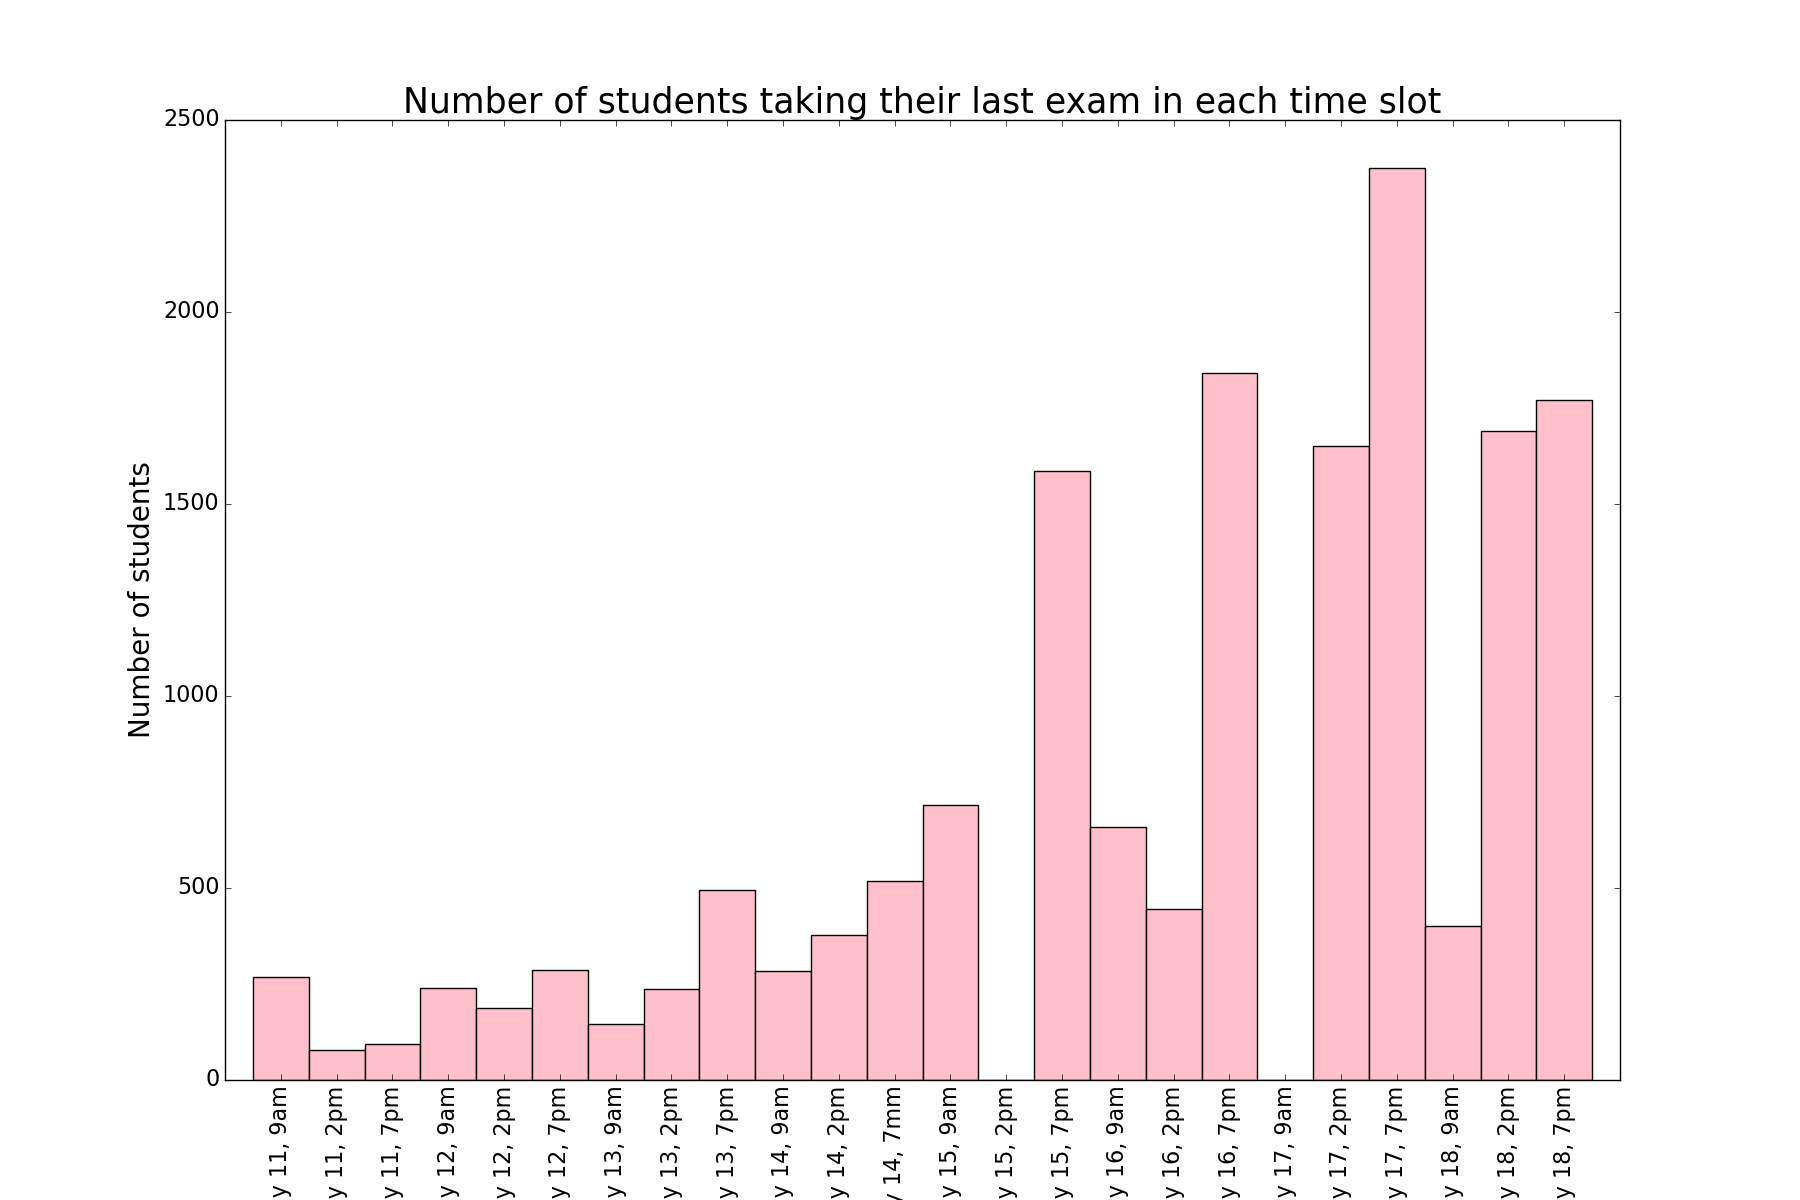 Number of students taking their last exam in each time slot
Number of students
2500
2000
1500
1000
500
0
y 11, 9am
y 11, 2pm
y 11, 7pm
y 12, 9am
y 12, 2pm
y 12, 7pm
y 13, 9am
y 13, 2pm
y 13, 7pm
y 14, 9am
y 14, 2pm
y 14, 7mm
y 15, 9am
y 15, 2pm
y 15, 7pm
y 16, 9am
y 16, 2pm
y 16, 7pm
y 17, 9am
y 17, 2pm
y 17, 7pm
y 18, 9am
y 18, 2pm
y 18, 7pm